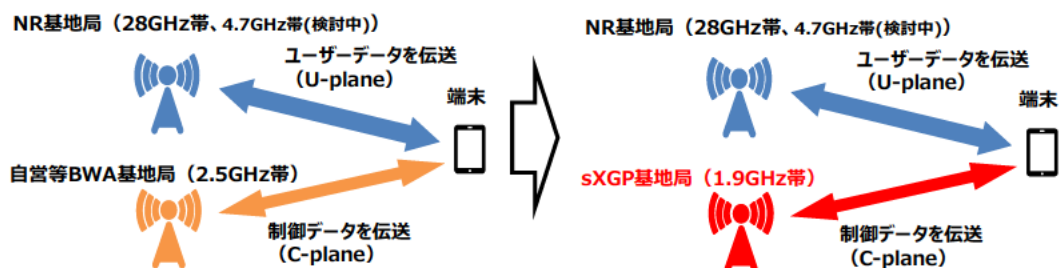 NR基地局（28GHz帯、4.7GHz帯(検討中)）
ユーザーデータを伝送
（U-plane）
端末
自営等BWA基地局（2.5GHz帯）
制御データを伝送
（C-plane）
NR基地局（28GHz帯、4.7GHz帯(検討中)）
ユーザーデータを伝送
（U-plane）
端末
sXGP基地局（1.9GHz帯）
制御データを伝送
（C-plane）